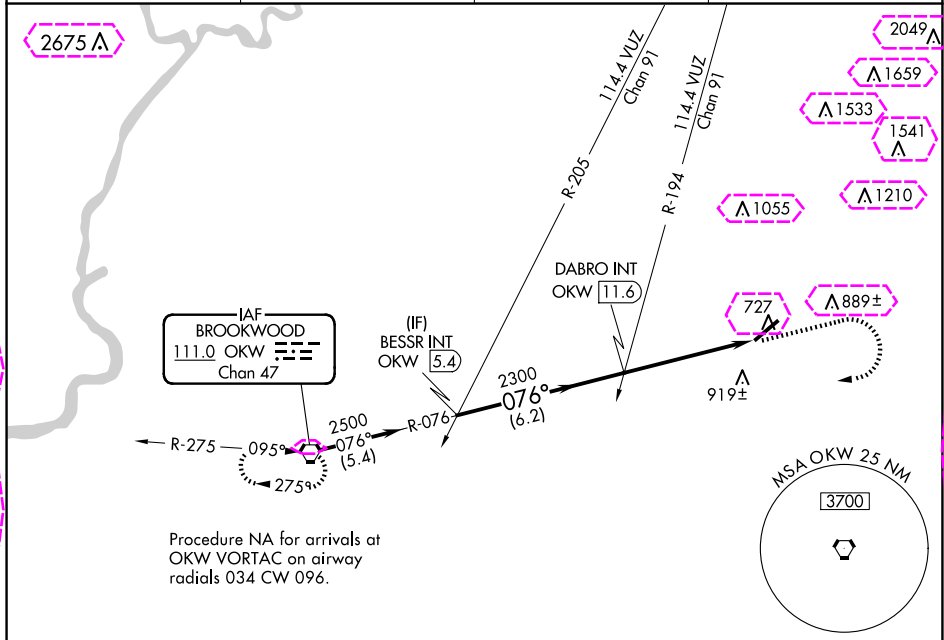 2675
2049
1659
1533
1541
1210
1055
114.4 VUZ
Chan 91
R-205
114.4 VUZ
Chan 91
R-194
DABRO INT
OKW 11.6
727
889±
919±
IAF
BROOKWOOD
111.0 OKW
Chan 47
(IF)
BESSR INT
OKW 5.4
2300
076°
(6.2)
2500
076°
(5.4)
R-076
R-275
095°
275°
MSA OKW 25 NM
3700
Procedure NA for arrivals at
OKW VORTAC on airway
radials 034 CW 096.